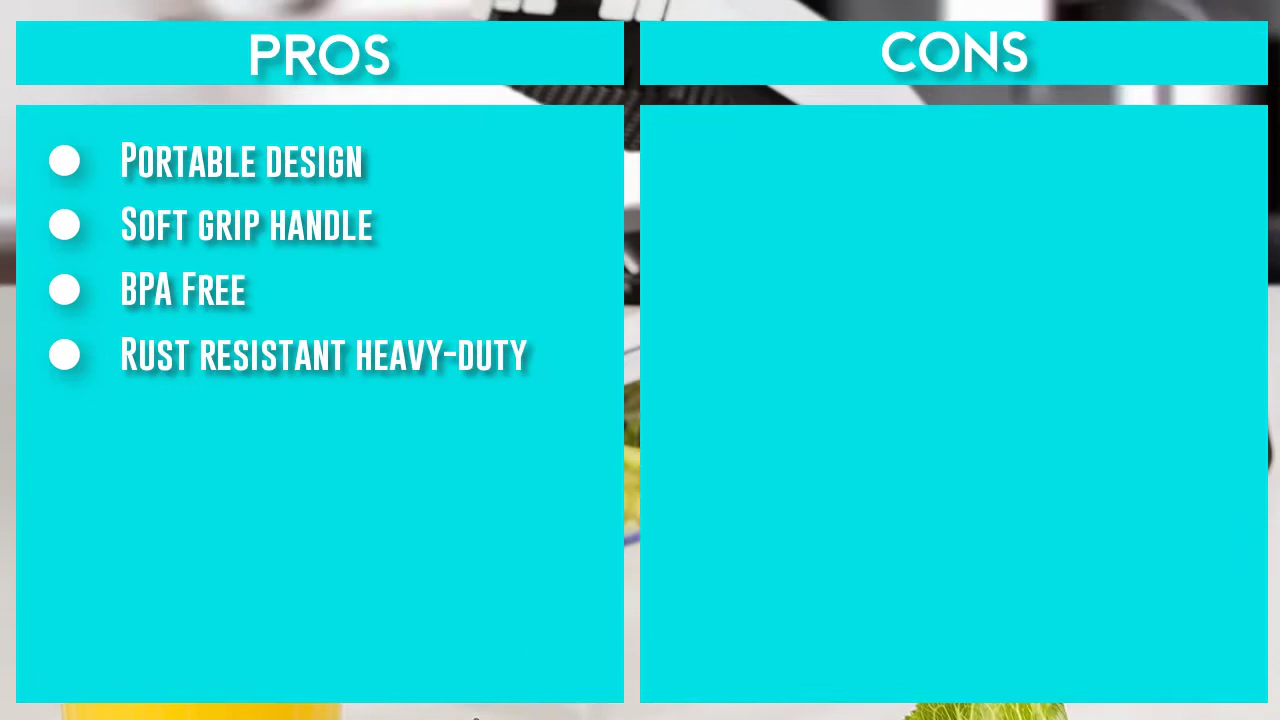 PROS
CONS
Portable design
Soft grip handle
BPA Free
Rust resistant heavy-duty